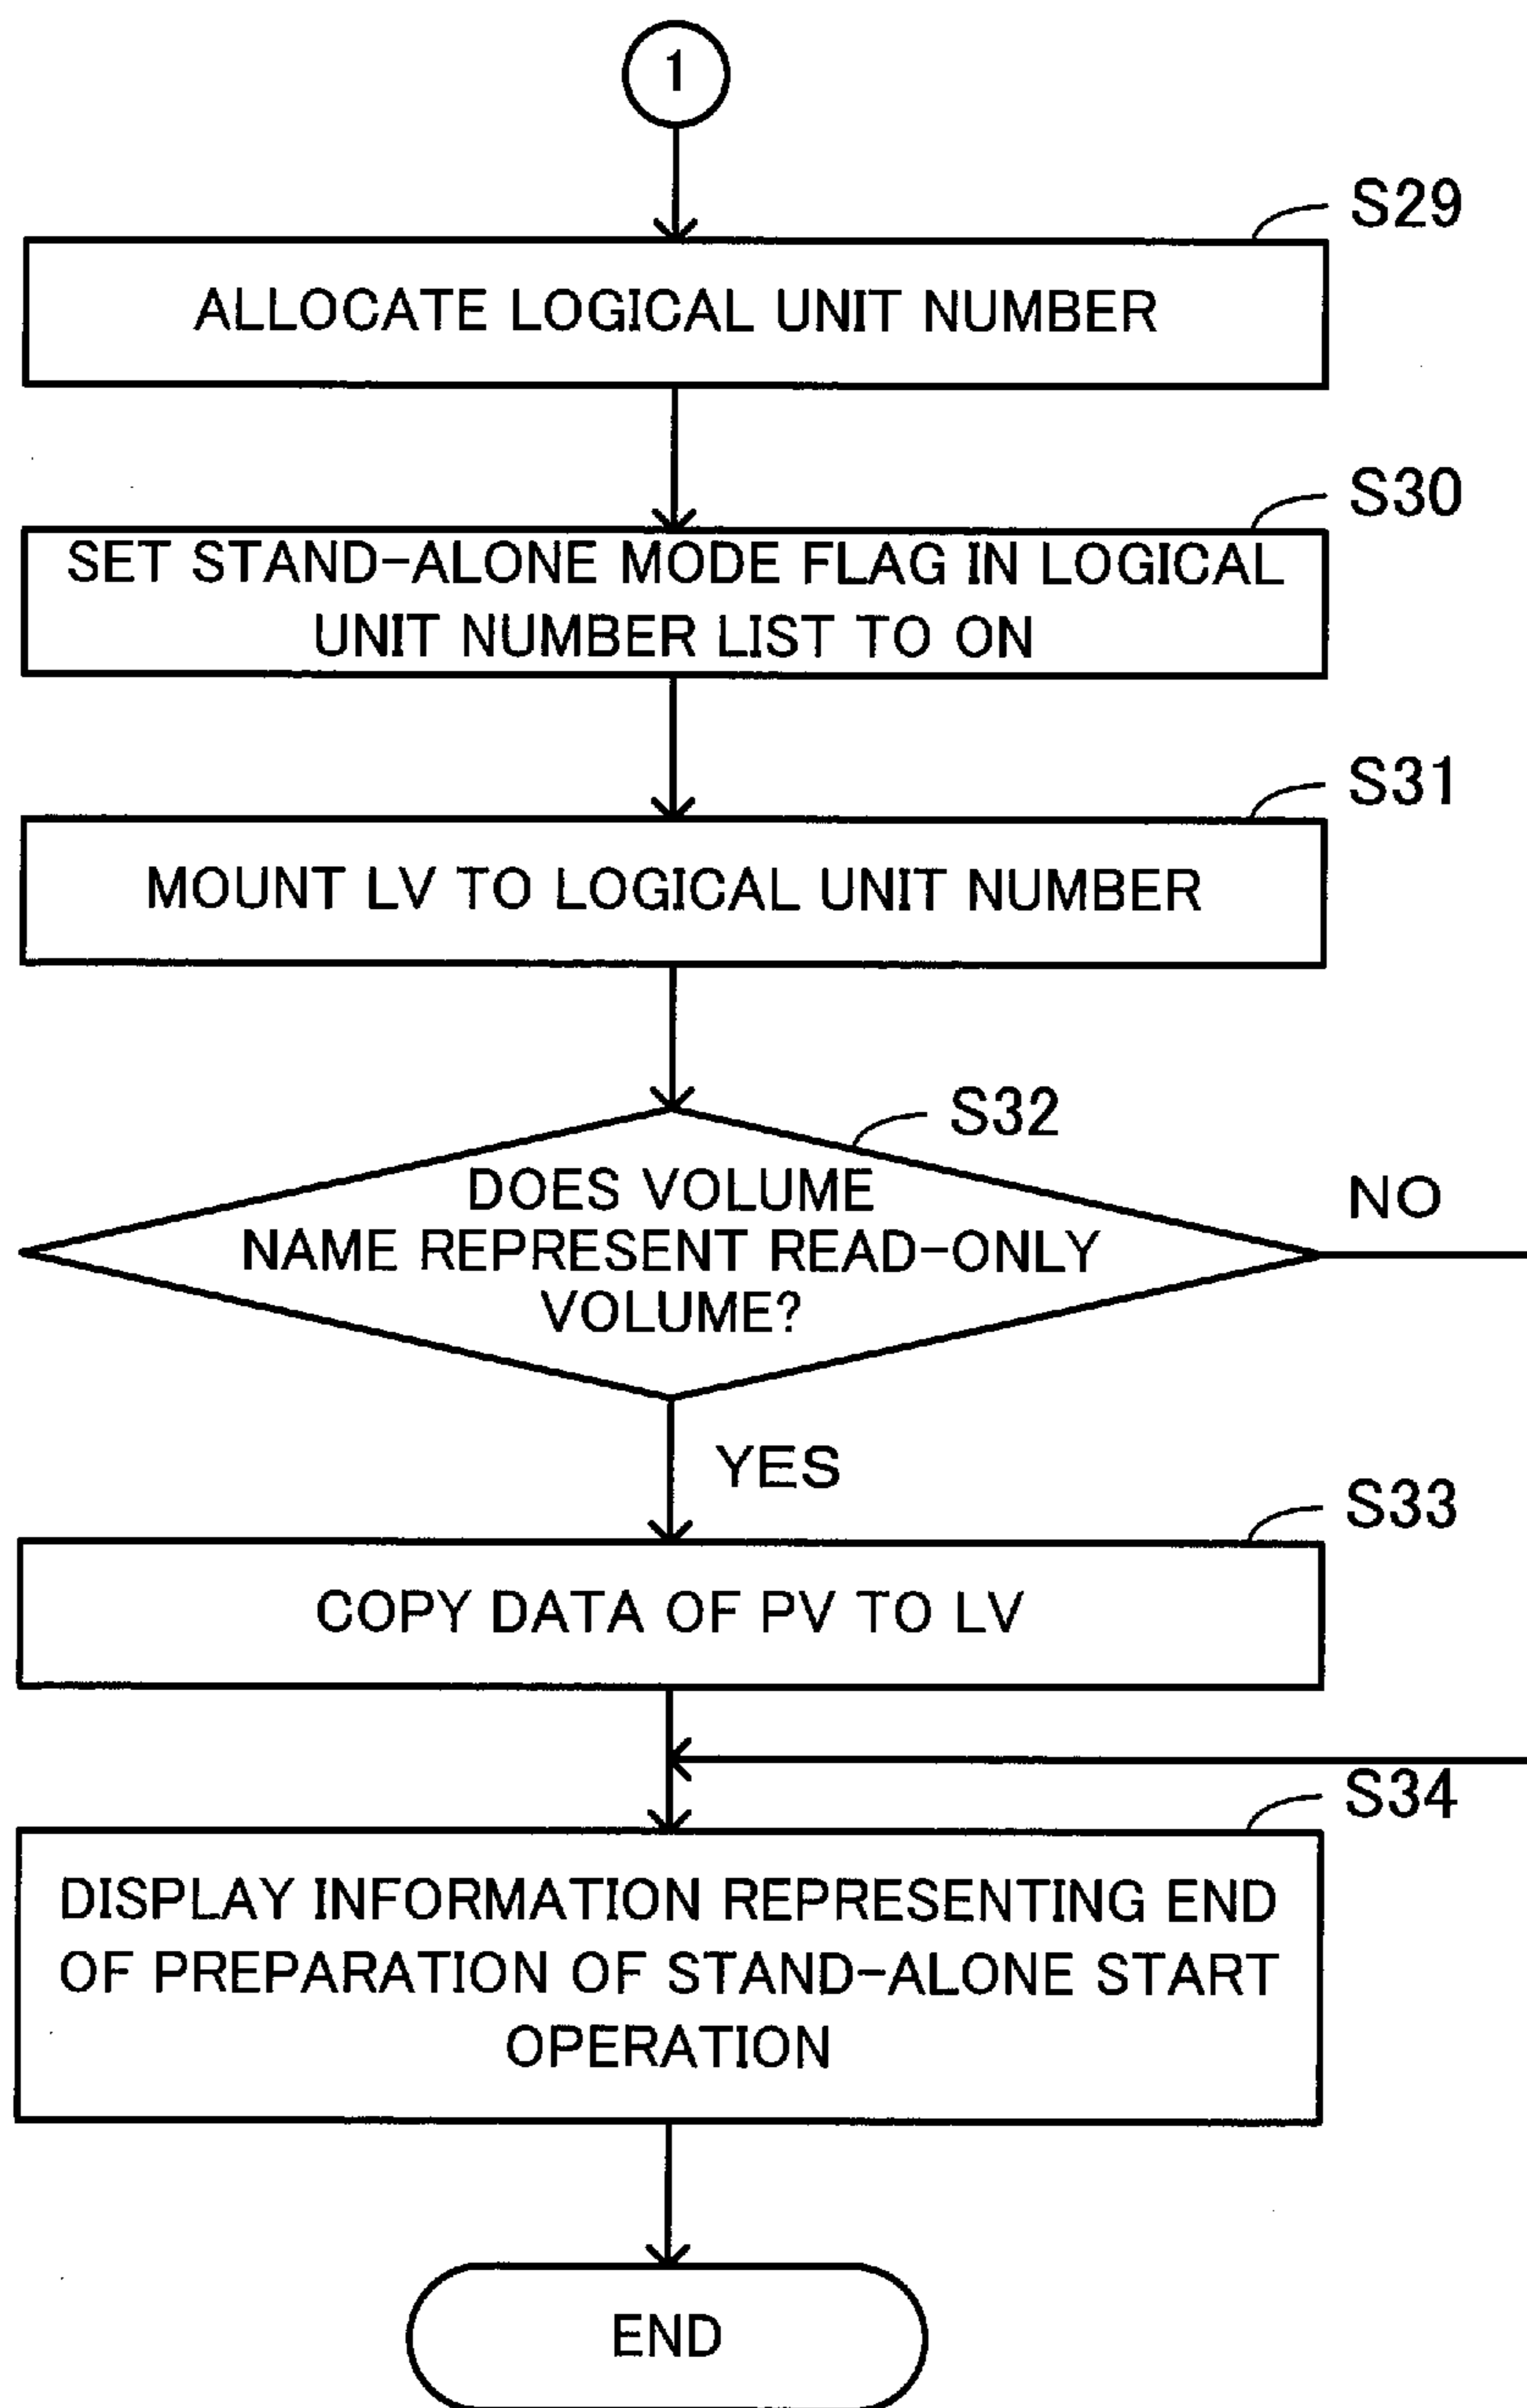 1
S29
ALLOCATE LOGICAL UNIT NUMBER
S30
SET STAND-ALONE MODE FLAG IN LOGICAL
UNIT NUMBER LIST TO ON
S31
MOUNT LV TO LOGICAL UNIT NUMBER
S32
DOES VOLUME
NAME REPRESENT READ-ONLY
VOLUME?
NO
YES
S33
COPY DATA OF PV TO LV
S34
DISPLAY INFORMATION REPRESENTING END
OF PREPARATION OF STAND-ALONE START
OPERATION
END